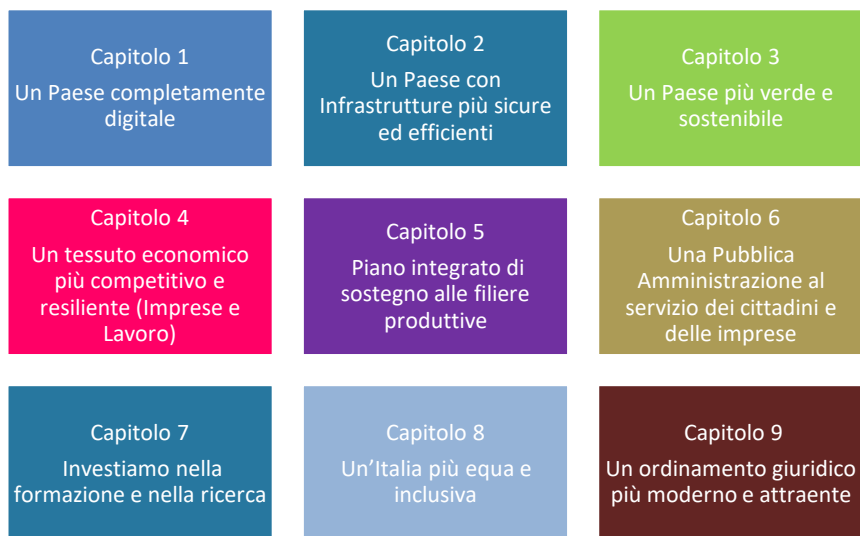 Capitolo 1
Un Paese completamente
digitale
Capitolo 2
Un Paese con
Infrastrutture più sicure
ed efficienti
Capitolo 3
Un Paese più verde e
sostenibile
Capitolo 4
Un tessuto economico
più competitivo e
resiliente (Imprese e
Lavoro)
Capitolo 5
Piano integrato di
sostegno alle filiere
produttive
Capitolo 6
Una Pubblica
Amministrazione al
servizio dei cittadini e
delle imprese
Capitolo 7
Investiamo nella
formazione e nella ricerca
Capitolo 8
Un’Italia più equa e
inclusiva
Capitolo 9
Un ordinamento giuridico
più moderno e attraente